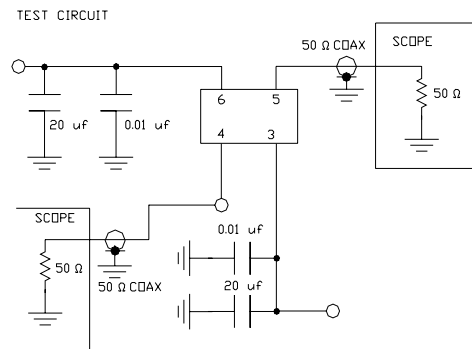 TEST CIRCUIT
50 Ω COAX
SCOPE
50 Ω
6 5
4 3
20 uf
0.01 uf
SCOPE
50 Ω
50 Ω COAX
0.01 uf
20 uf